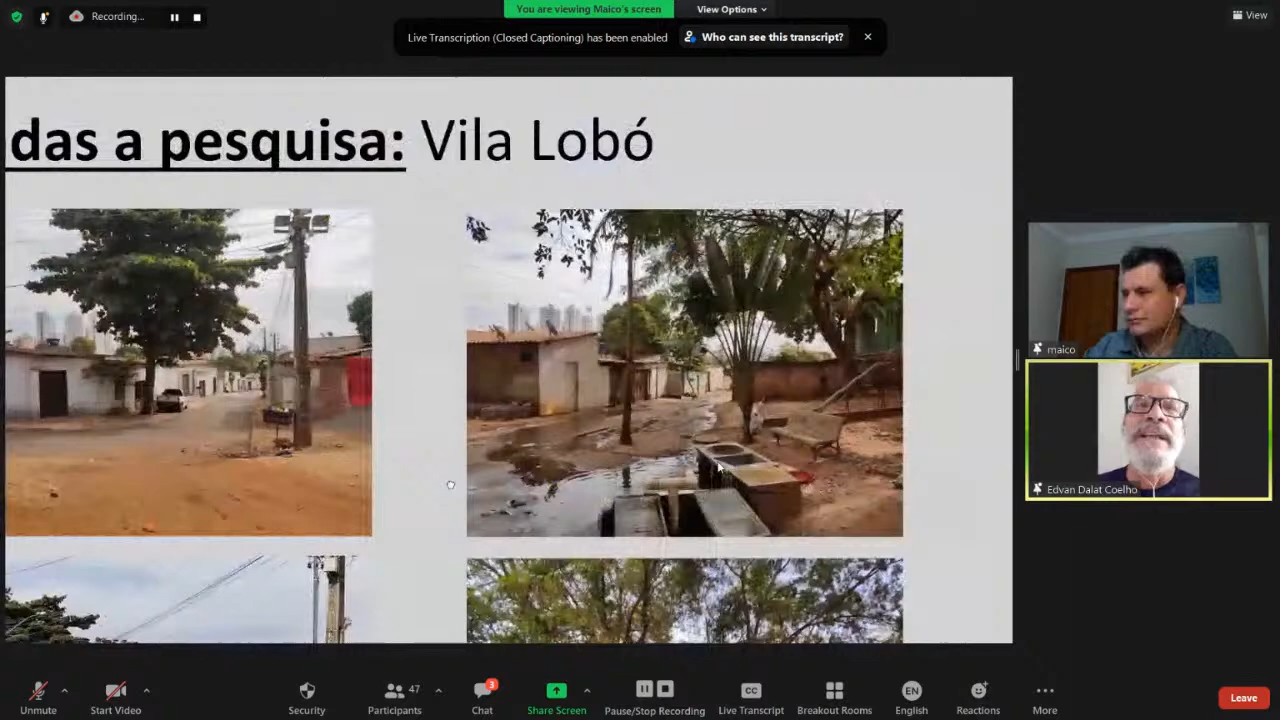 Recording...
You are viewing Maico's screen
View Options
View
Live Transcription (Closed Captioning) has been enabled
Who can see this transcript?
das a pesquisa: Vila Lobó
maico
Edvan Dalat Coelho
Unmute
Start Video
Security
47
Participants
3
Chat
Share Screen
Pause/Stop Recording
CC
Live Transcript
Breakout Rooms
EN
English
Reactions
More
Leave